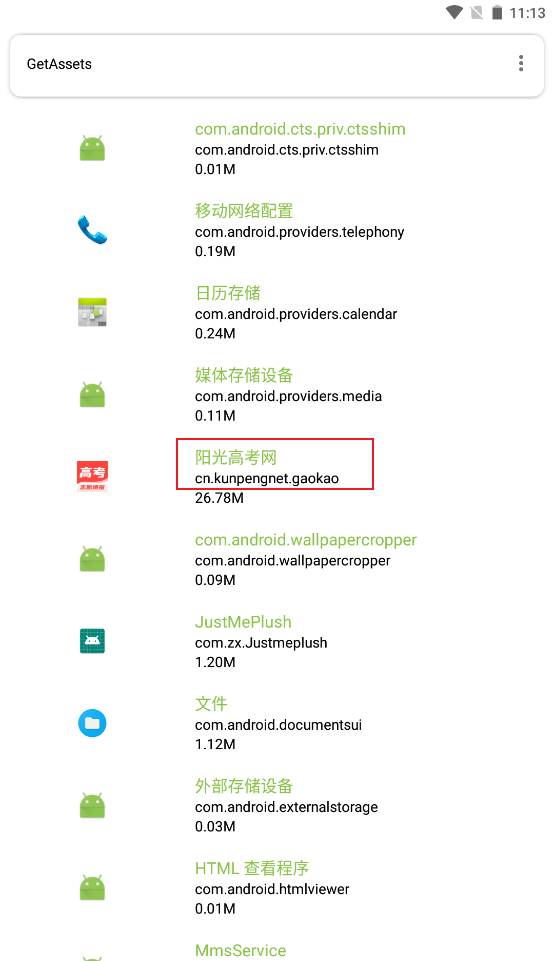 11:13
GetAssets
com.android.cts.priv.ctsshim
com.android.cts.priv.ctsshim
0.01M
移动网络配置
com.android.providers.telephony
0.19M
日历存储
com.android.providers.calendar
0.24M
媒体存储设备
com.android.providers.media
0.11M
高考
志愿填报
阳光高考网
cn.kunpengnet.gaokao
26.78M
com.android.wallpapercropper
com.android.wallpapercropper
0.09M
JustMePlush
com.zx.Justmeplush
1.20M
文件
com.android.documentsui
1.12M
外部存储设备
com.android.externalstorage
0.03M
HTML 查看程序
com.android.htmlviewer
0.01M
MmsService